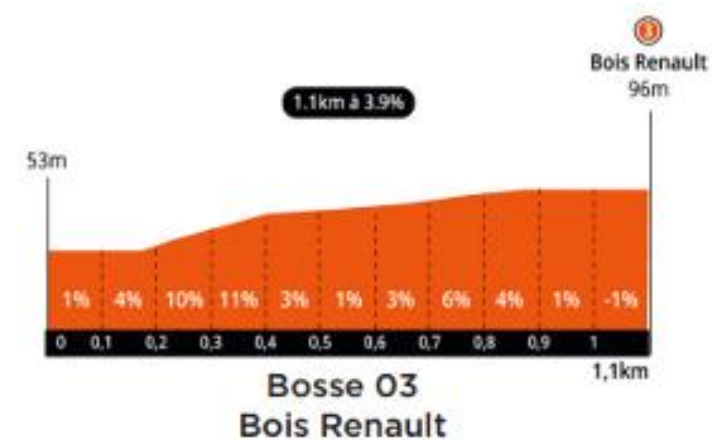 3
Bois Renault
96m
1.1km à 3.9%
53m
1% 4% 10% 11% 3% 1% 3% 6% 4% 1% -1%
0 0,1 0,2 0,3 0,4 0,5 0,6 0,7 0,8 0,9 1
1,1km
Bosse 03
Bois Renault